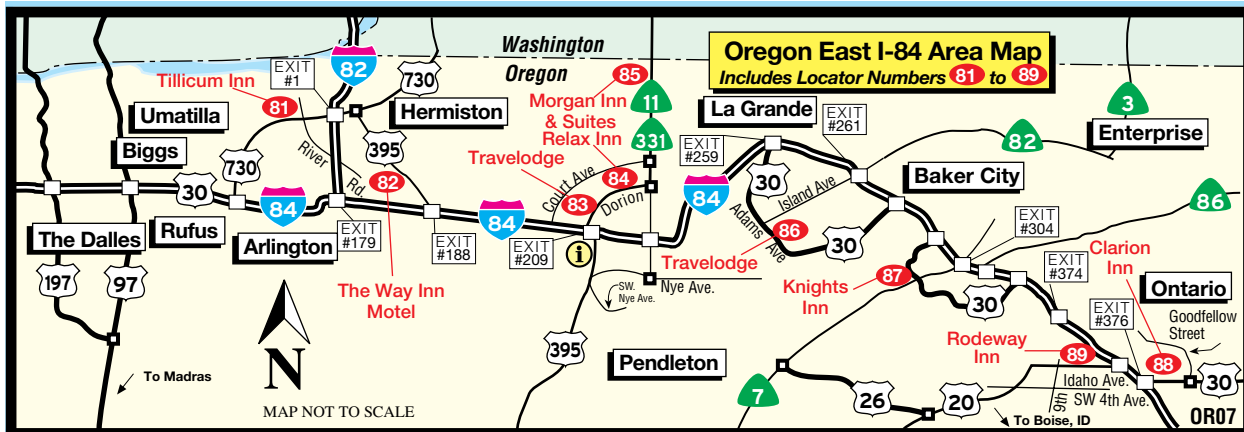 Washington
Oregon
Oregon East I-84 Area Map
Includes Locator Numbers 81 to 89
Tillicum Inn
81
EXIT
#1
82
730
Umatilla
Hermiston
Biggs
730
River
Rd
395
82
30
84
The Dalles
Rufus
Arlington
EXIT
#179
EXIT
#188
84
197
97
The Way Inn
Motel
N
MAP NOT TO SCALE
To Madras
85
Morgan Inn
& Suites
Relax Inn
11
331
Travelodge
Court Ave
84
83
Dorion
EXIT
#209
i
SW.
Nye Ave.
Nye Ave.
395
Pendleton
La Grande
EXIT
#259
EXIT
#261
84
30
Adams Ave
Island Ave
86
30
Travelodge
82
3
Enterprise
Baker City
86
EXIT
#304
Knights
Inn
87
30
EXIT
#374
Clarion
Inn
EXIT
#376
Ontario
Goodfellow
Street
Rodeway
Inn
89
88
30
Idaho Ave.
9th
SW 4th Ave.
7
26
20
To Boise, ID
OR07